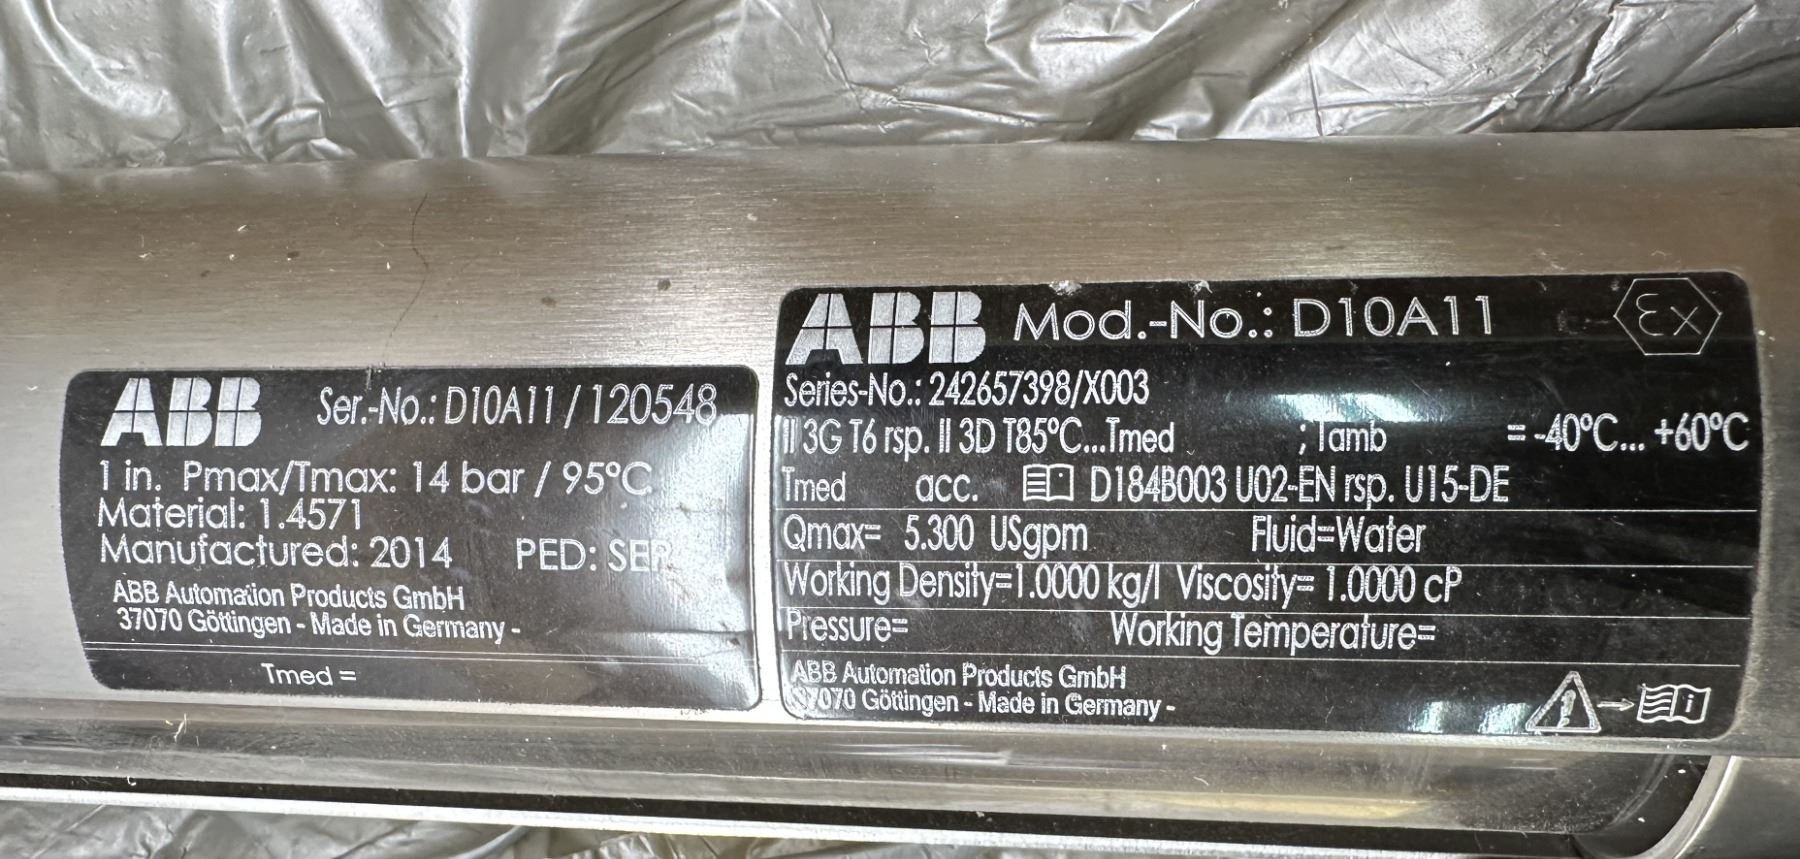 ABB Ser.-No.: D10A11 / 120548
1 in. Pmax/Tmax: 14 bar / 95°C
Material: 1.4571
Manufactured: 2014 PED: SEP
ABB Automation Products GmbH
37070 Göttingen - Made in Germany -
Tmed =
ABB Mod.-No.: D10A11 Ex
Series-No.: 242657398/X003
II 3G T6 rsp. II 3D T85°C...Tmed ; Tamb = -40°C... +60°C
Tmed acc. D184B003 U02-EN rsp. U15-DE
Qmax= 5.300 USgpm Fluid=Water
Working Density=1.0000 kg/l Viscosity= 1.0000 cP
Pressure= Working Temperature=
ABB Automation Products GmbH
37070 Göttingen - Made in Germany -